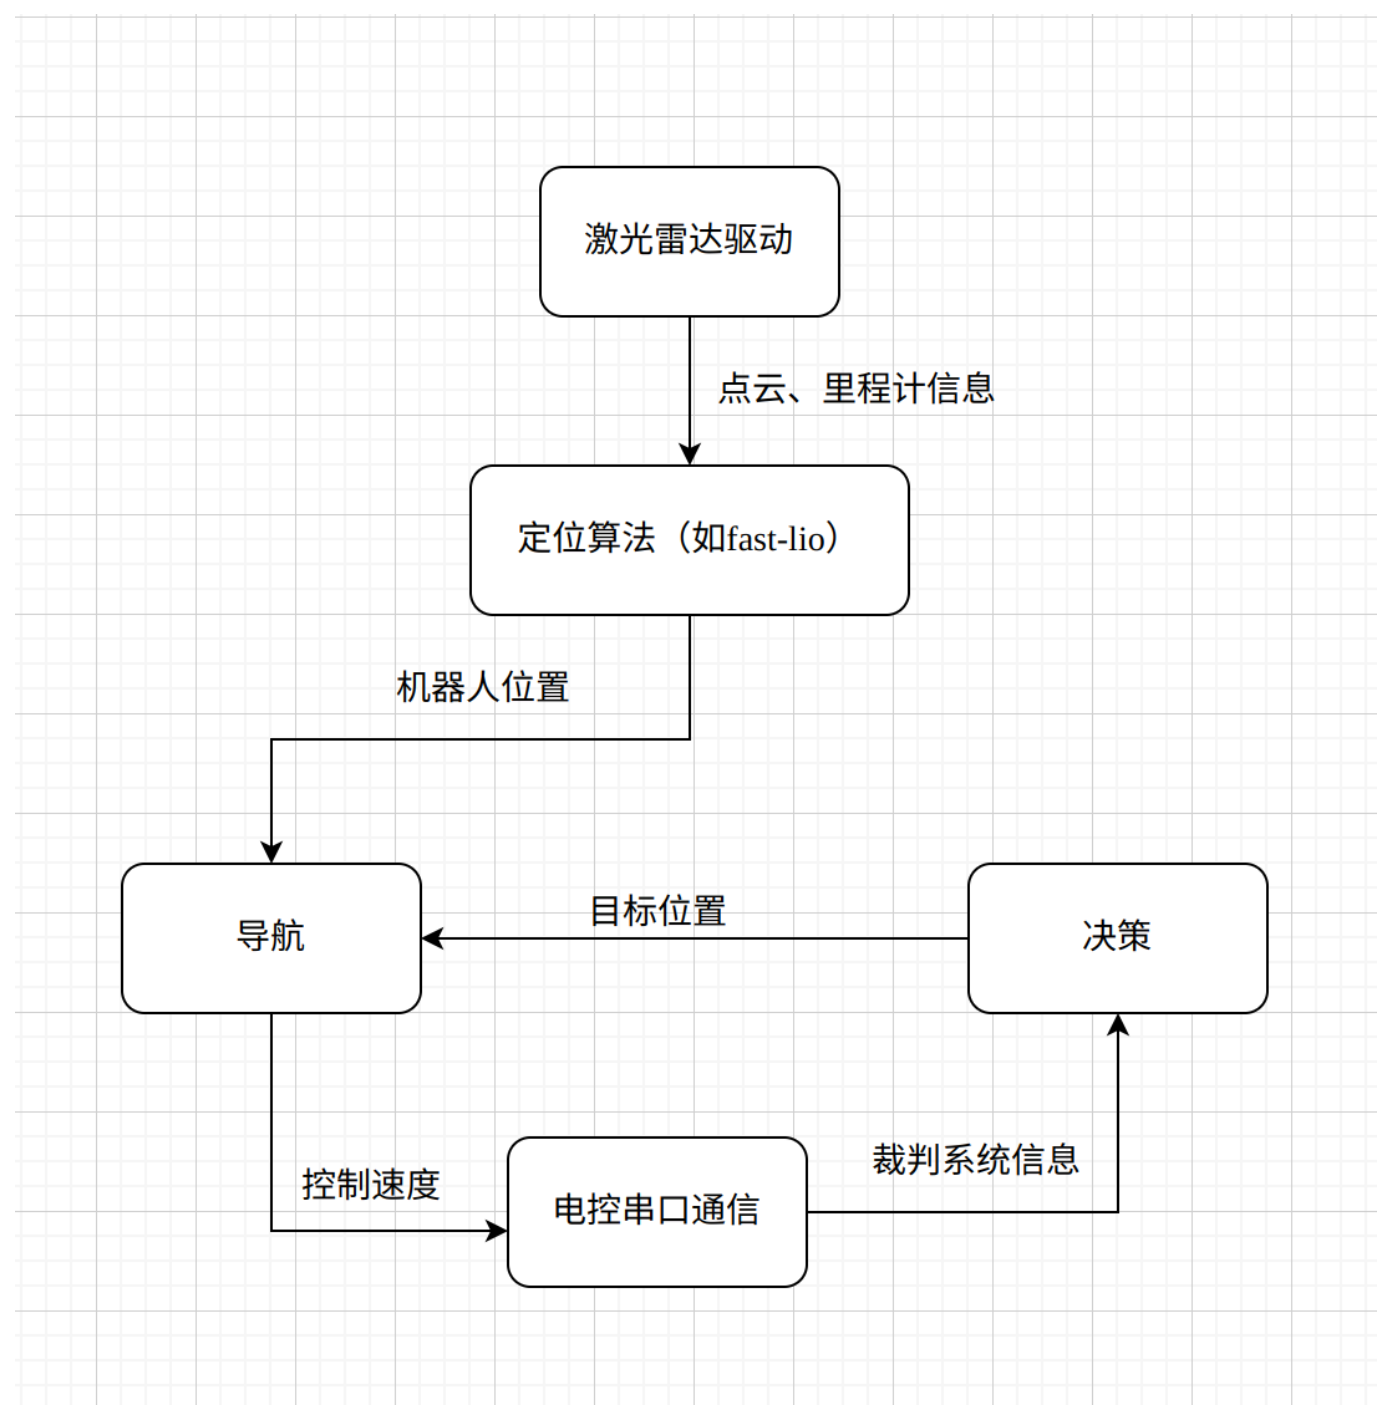 激光雷达驱动
点云、里程计信息
定位算法（如fast-lio）
机器人位置
目标位置
导航
决策
裁判系统信息
控制速度
电控串口通信